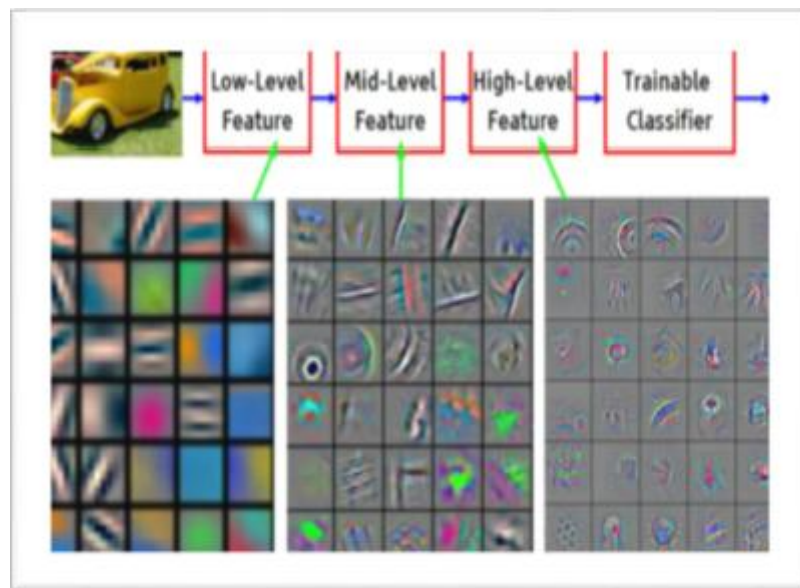 Low-Level
Feature
Mid-Level
Feature
High-Level
Feature
Trainable
Classifier